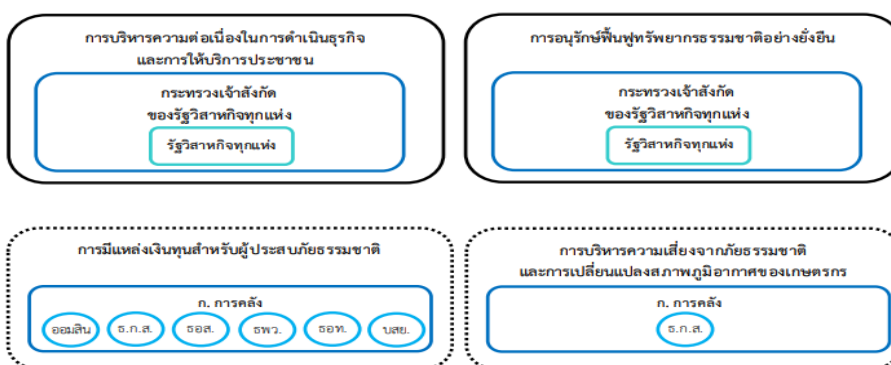 การบริหารความต่อเนื่องในการดำเนินธุรกิจ
และการให้บริการประชาชน
กระทรวงเจ้าสังกัด
ของรัฐวิสาหกิจทุกแห่ง
รัฐวิสาหกิจทุกแห่ง
การอนุรักษ์ฟื้นฟูทรัพยากรธรรมชาติอย่างยั่งยืน
กระทรวงเจ้าสังกัด
ของรัฐวิสาหกิจทุกแห่ง
รัฐวิสาหกิจทุกแห่ง
การมีแหล่งเงินทุนสำหรับผู้ประสบภัยธรรมชาติ
ก. การคลัง
ออมสิน ธ.ก.ส. ธอส. ธพว. ธอท. บสย.
การบริหารความเสี่ยงจากภัยธรรมชาติ
และการเปลี่ยนแปลงสภาพภูมิอากาศของเกษตรกร
ก. การคลัง
ธ.ก.ส.